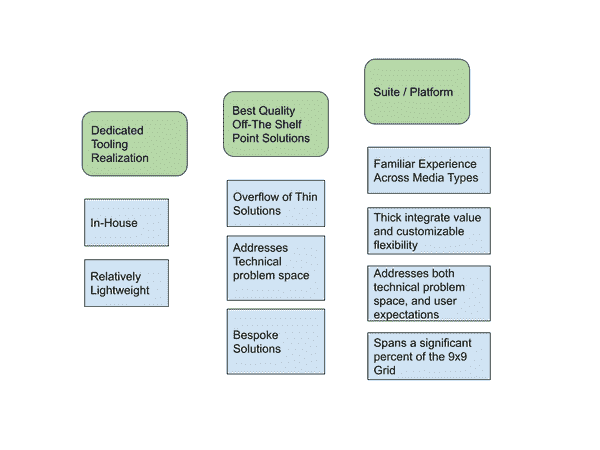 Dedicated
Tooling
Realization
In-House
Relatively
Lightweight
Best Quality
Off-The Shelf
Point Solutions
Overflow of Thin
Solutions
Addresses
Technical
problem space
Bespoke
Solutions
Suite / Platform
Familiar Experience
Across Media Types
Thick integrate value
and customizable
flexibility
Addresses both
technical problem
space, and user
expectations
Spans a significant
percent of the 9x9
Grid